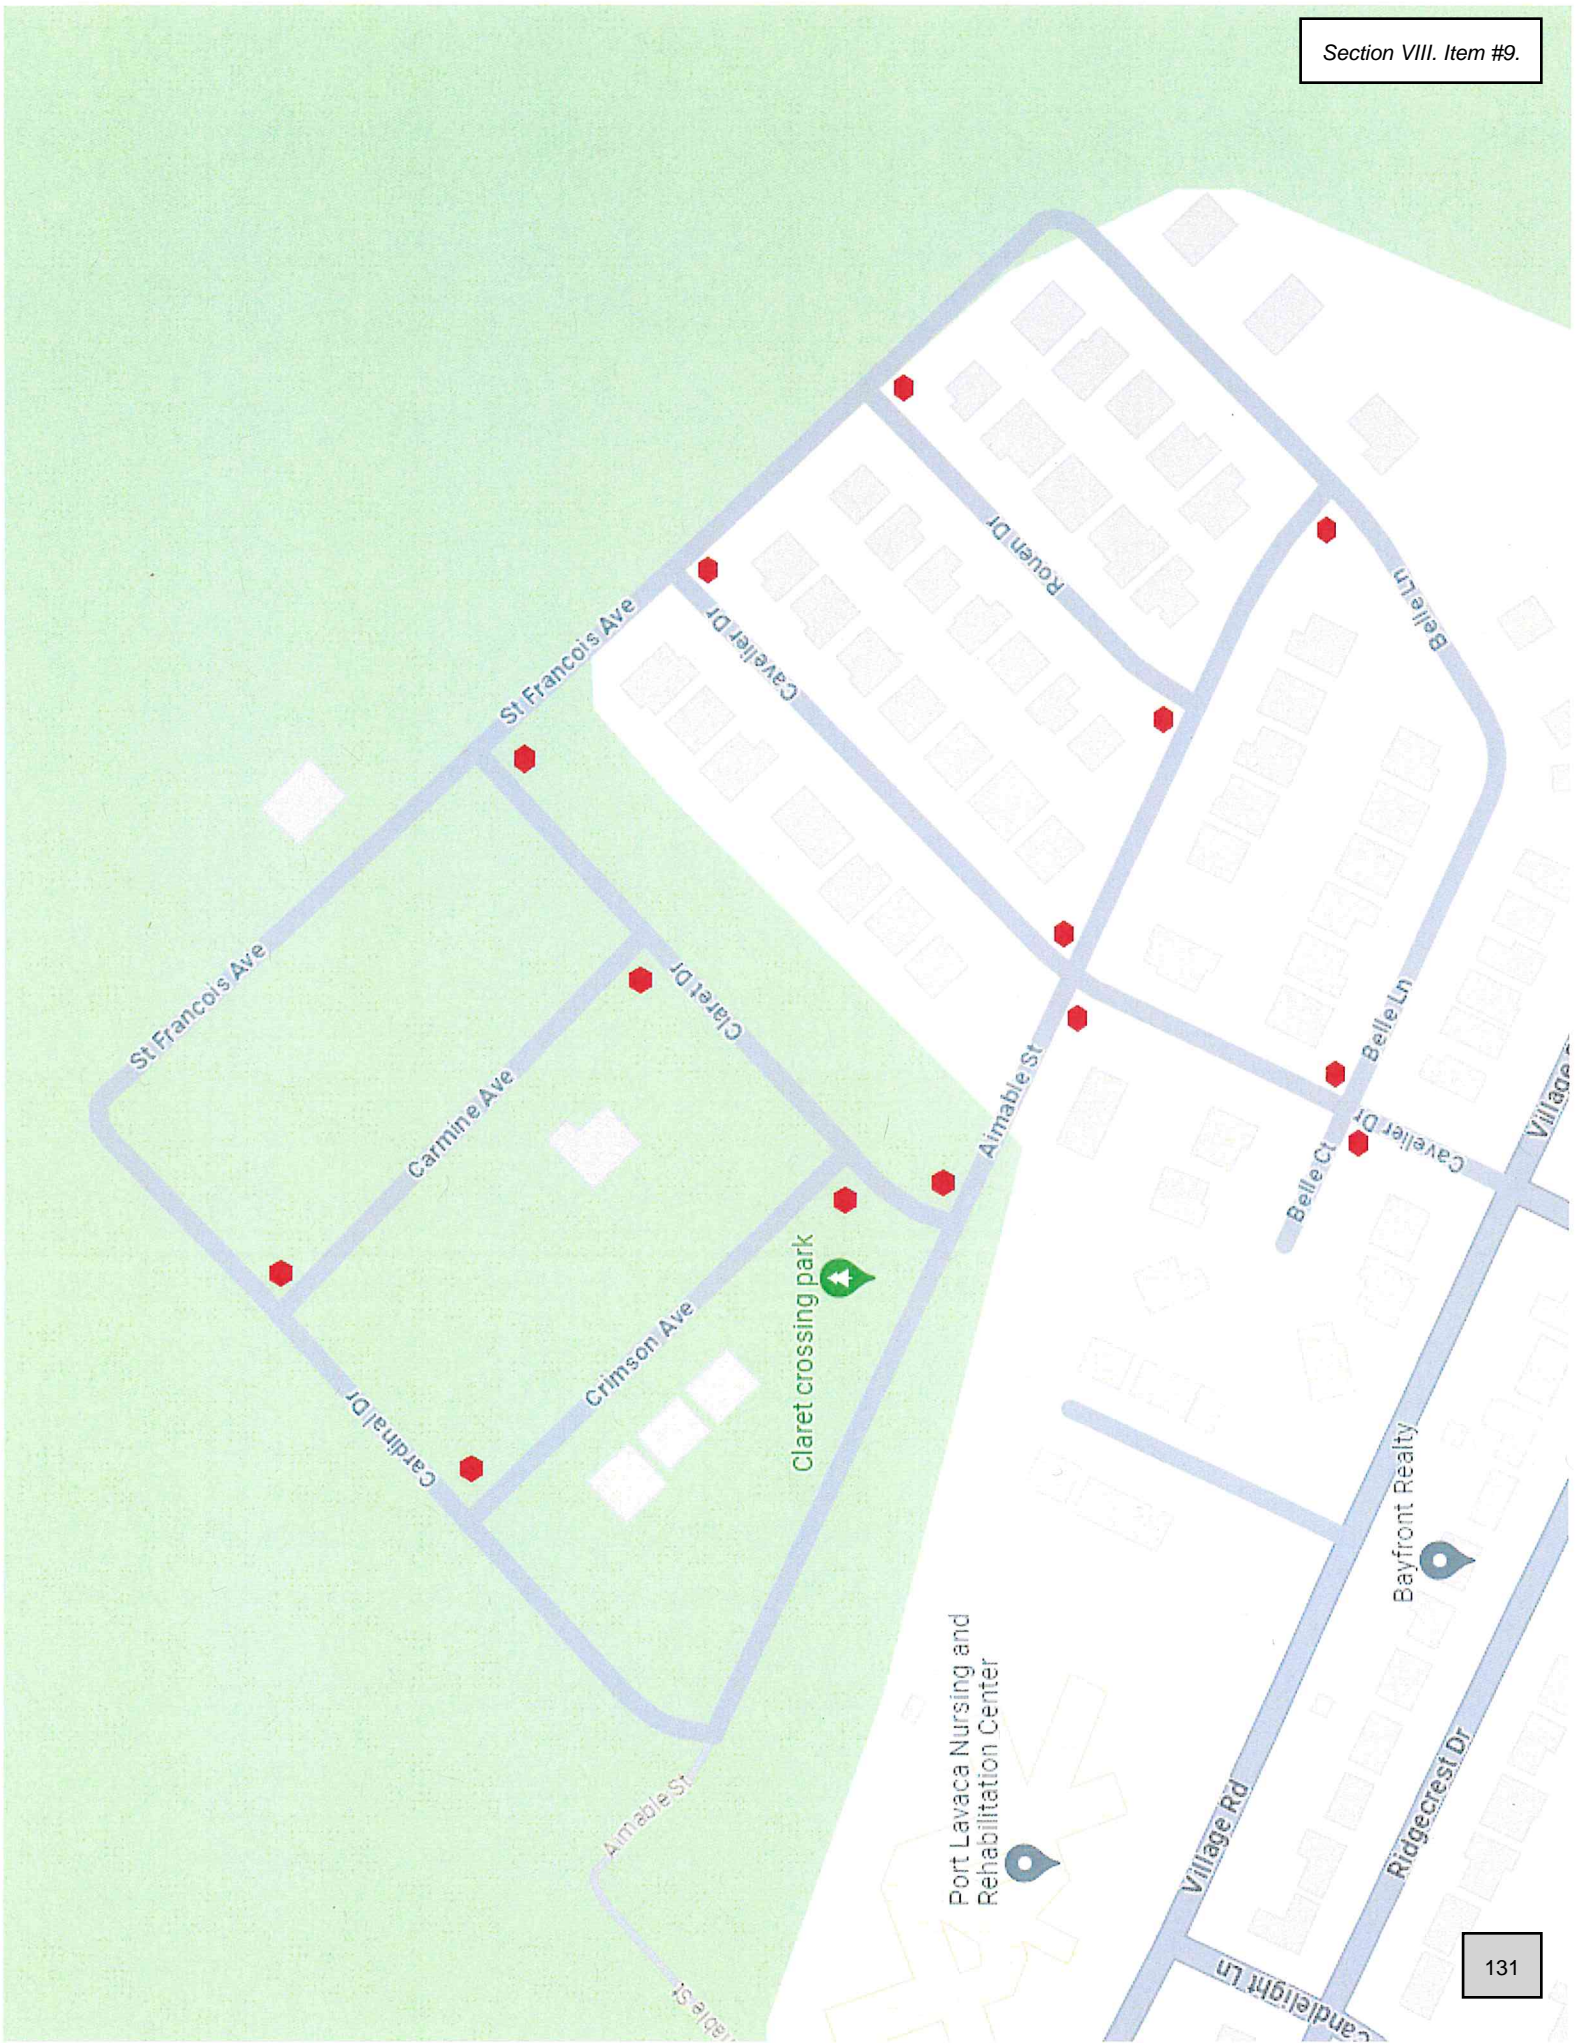 Section VIII. Item #9.
St Francois Ave
Rouen Dr
Cavelier Dr
Belle Ln
St Francois Ave
Claret Dr
Carmine Ave
Aimable St
Belle Ln
Cavelier Dr
Belle Ct
Village
Claret crossing park
Crimson Ave
Cardinal Dr
Bayfront Realty
Port Lavaca Nursing and
Rehabilitation Center
Aimable St
Village Rd
Ridgecrest Dr
131